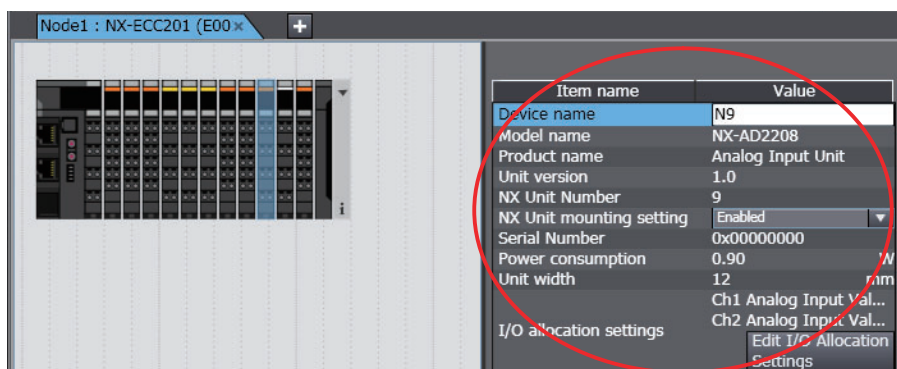 Node1 : NX-ECC201 (E00 × +
Item name Value
Device name N9
Model name NX-AD2208
Product name Analog Input Unit
Unit version 1.0
NX Unit Number 9
NX Unit mounting setting Enabled
Serial Number 0x00000000
Power consumption 0.90 W
Unit width 12 mm
Ch1 Analog Input Val...
Ch2 Analog Input Val...
I/O allocation settings
Edit I/O Allocation
Settings
i